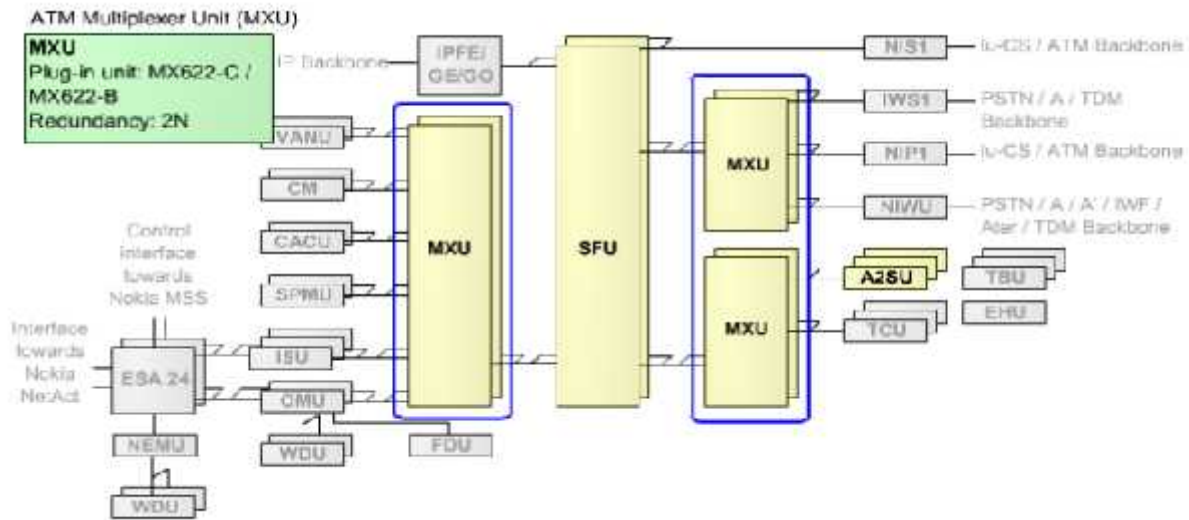 ATM Multiplexer Unit (MXU)
MXU
Plug-in unit: MX622-C /
MX622-B
Redundancy: 2N
IP Backbone
IPFE/
GE/GO
VANU
CM
CACU
SPMU
ISU
OMU
WDU
FDU
Control
interface
towards
Nokia MSS
Interface
towards
Nokia
NetAct
ESA 24
NEMU
WDU
MXU
SFU
MXU
MXU
NIS1
Iu-CS / ATM Backbone
IWS1
PSTN / A / TDM
Backbone
NIP1
Iu-CS / ATM Backbone
NIWU
PSTN / A / A' / IWF /
Ater / TDM Backbone
A2SU
TBU
TCU
EHU